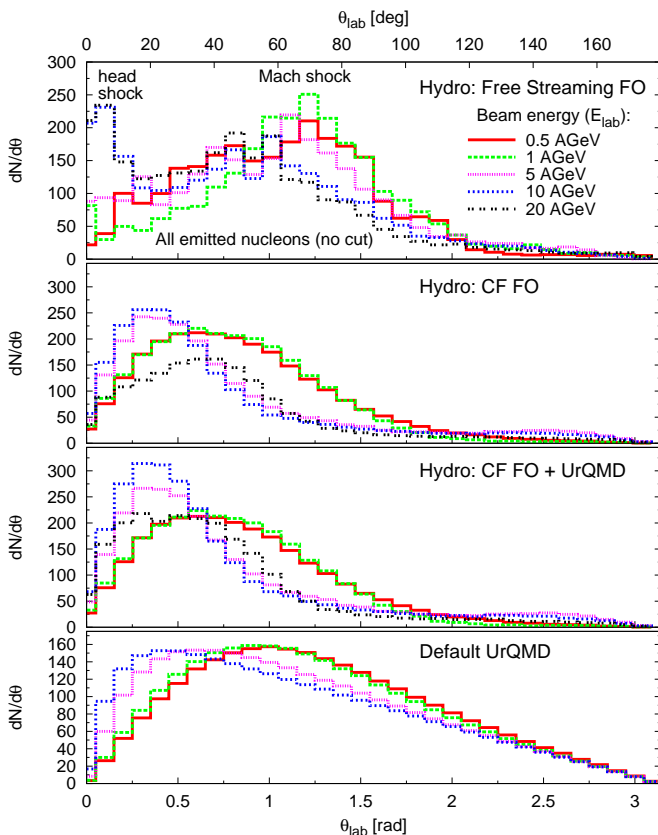 θlab [deg]
0 20 40 60 80 100 120 140 160
300
250
200
150
100
50
0
dN/dθ
head
shock
Mach shock
Hydro: Free Streaming FO
Beam energy (Elab):
0.5 AGeV
1 AGeV
5 AGeV
10 AGeV
20 AGeV
All emitted nucleons (no cut)
300
250
200
150
100
50
0
dN/dθ
Hydro: CF FO
300
250
200
150
100
50
0
dN/dθ
Hydro: CF FO + UrQMD
160
140
120
100
80
60
40
20
0
dN/dθ
Default UrQMD
0 0.5 1 1.5 2 2.5 3
θlab [rad]